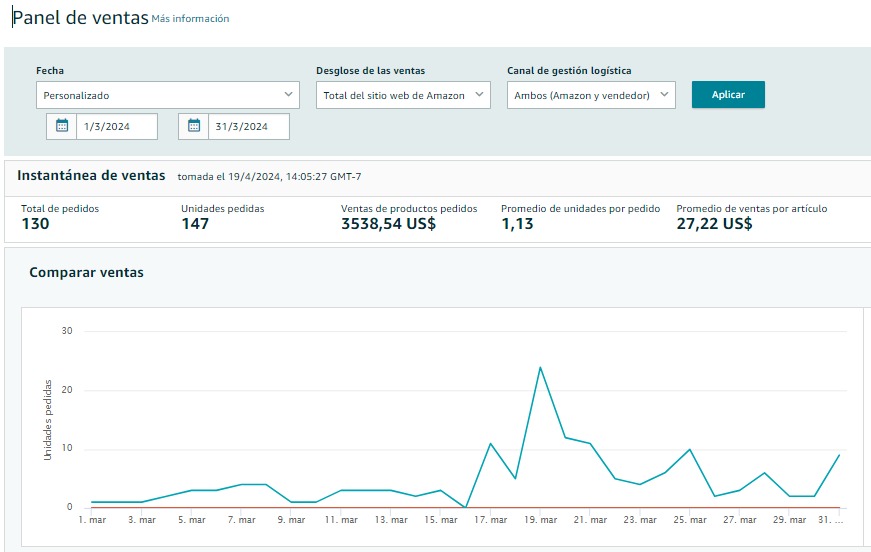 Panel de ventas Más información
Fecha Desglose de las ventas Canal de gestión logística
Personalizado Total del sitio web de Amazon Ambos (Amazon y vendedor) Aplicar
1/3/2024 31/3/2024
Instantánea de ventas tomada el 19/4/2024, 14:05:27 GMT-7
Total de pedidos Unidades pedidas Ventas de productos pedidos Promedio de unidades por pedido Promedio de ventas por artículo
130 147 3538,54 US$ 1,13 27,22 US$
Comparar ventas
30
20
10
0
Unidades pedidas
1. mar 3. mar 5. mar 7. mar 9. mar 11. mar 13. mar 15. mar 17. mar 19. mar 21. mar 23. mar 25. mar 27. mar 29. mar 31. ...